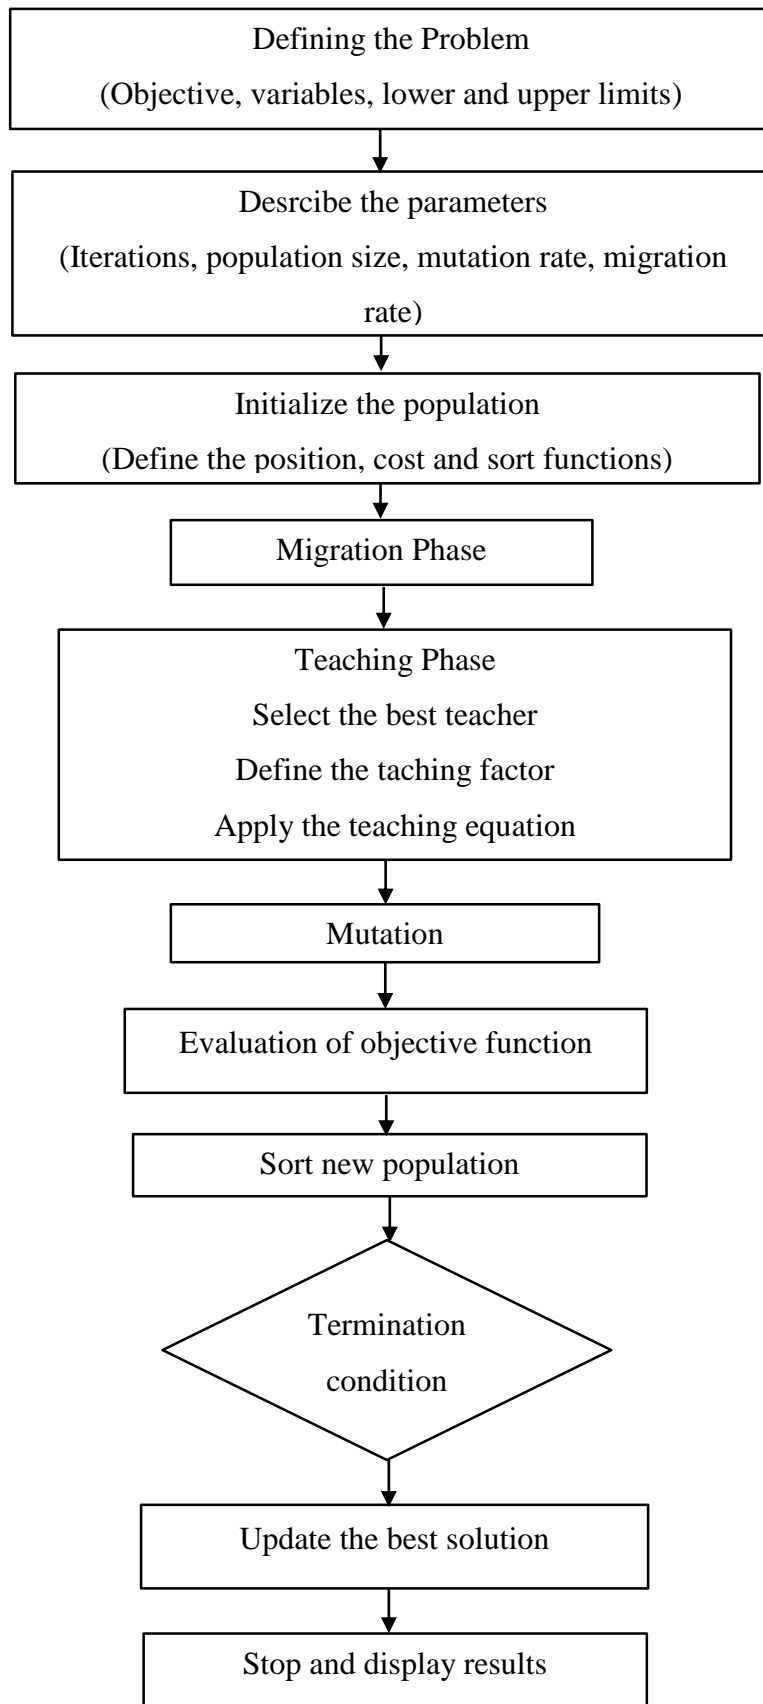 Defining the Problem
(Objective, variables, lower and upper limits)
Desrcibe the parameters
(Iterations, population size, mutation rate, migration
rate)
Initialize the population
(Define the position, cost and sort functions)
Migration Phase
Teaching Phase
Select the best teacher
Define the taching factor
Apply the teaching equation
Mutation
Evaluation of objective function
Sort new population
Termination
condition
Update the best solution
Stop and display results